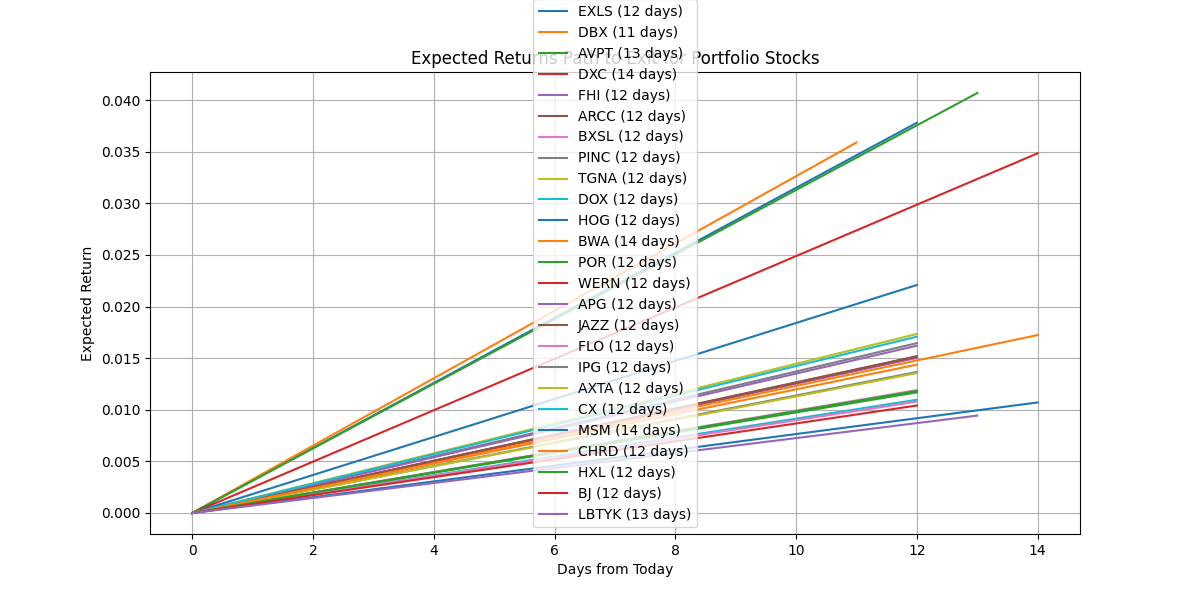 EXLS (12 days)
DBX (11 days)
AVPT (13 days)
Expected Returns Path to Exit for Portfolio Stocks
DXC (14 days)
FHI (12 days)
ARCC (12 days)
BXSL (12 days)
PINC (12 days)
TGNA (12 days)
DOX (12 days)
HOG (12 days)
BWA (14 days)
POR (12 days)
WERN (12 days)
APG (12 days)
JAZZ (12 days)
FLO (12 days)
IPG (12 days)
AXTA (12 days)
CX (12 days)
MSM (14 days)
CHRD (12 days)
HXL (12 days)
BJ (12 days)
LBTYK (13 days)
0.040
0.035
0.030
0.025
0.020
0.015
0.010
0.005
0.000
Expected Return
0 2 4 6 8 10 12 14
Days from Today